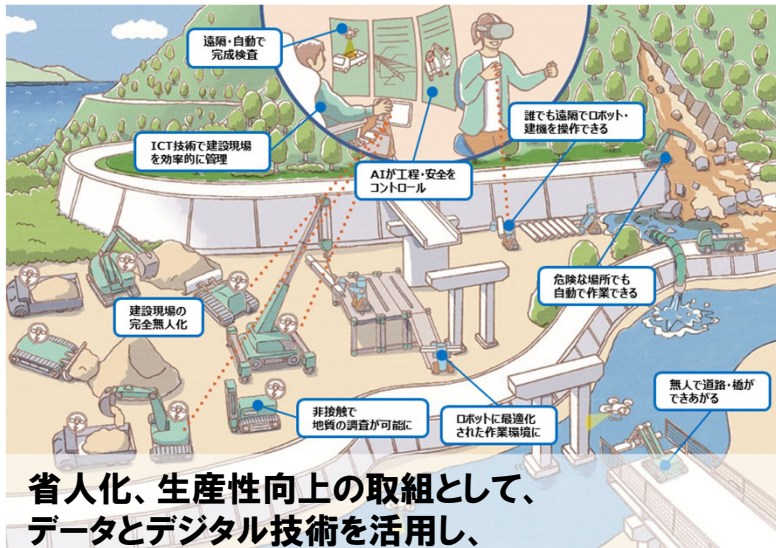 遠隔・自動で
完成検査
ICT技術で建設現場
を効率的に管理
AIが工程・安全を
コントロール
誰でも遠隔でロボット・
建機を操作できる
危険な場所でも
自動で作業できる
建設現場の
完全無人化
非接触で
地質の調査が可能に
ロボットに最適化
された作業環境に
無人で道路・橋が
できあがる
省人化、生産性向上の取組として、
データとデジタル技術を活用し、